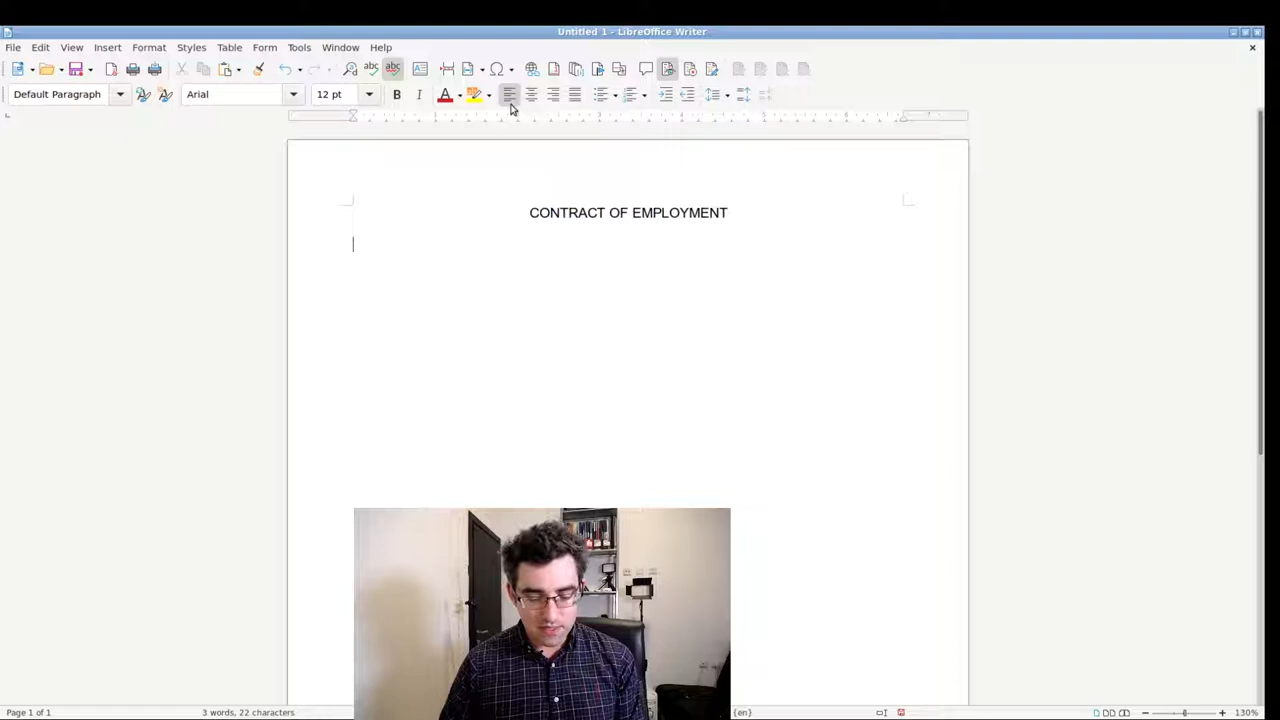 Untitled 1 - LibreOffice Writer
File Edit View Insert Format Styles Table Form Tools Window Help
Default Paragraph Arial 12 pt B I A
CONTRACT OF EMPLOYMENT
Page 1 of 1 3 words, 22 characters {en} 130%